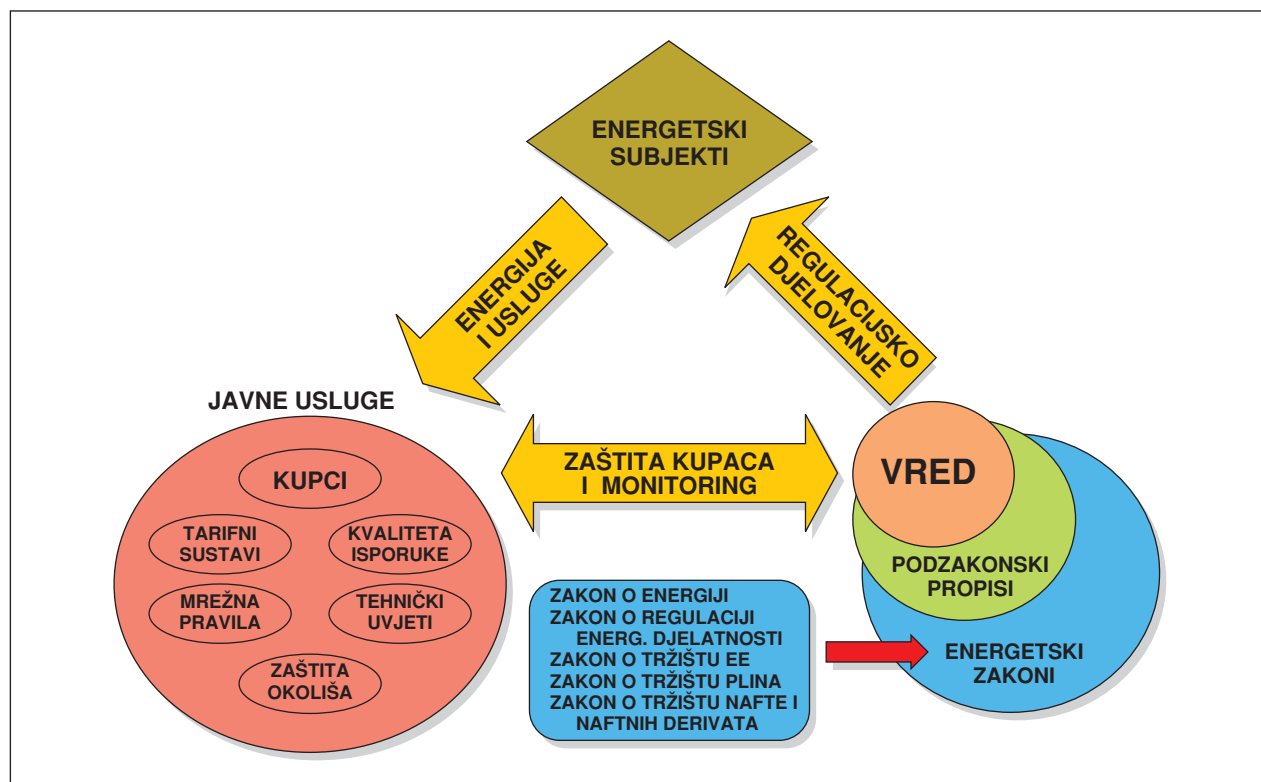 ENERGETSKI
SUBJEKTI
ENERGIJA
I USLUGE
REGULACIJSKO
DJELOVANJE
JAVNE USLUGE
KUPCI
TARIFNI
SUSTAVI
KVALITETA
ISPORUKE
MREŽNA
PRAVILA
TEHNIČKI
UVJETI
ZAŠTITA
OKOLIŠA
ZAŠTITA KUPACA
I MONITORING
VRED
PODZAKONSKI
PROPISI
ENERGETSKI
ZAKONI
ZAKON O ENERGIJI
ZAKON O REGULACIJI
ENERG. DJELATNOSTI
ZAKON O TRŽIŠTU EE
ZAKON O TRŽIŠTU PLINA
ZAKON O TRŽIŠTU NAFTE I
NAFTNIH DERIVATA